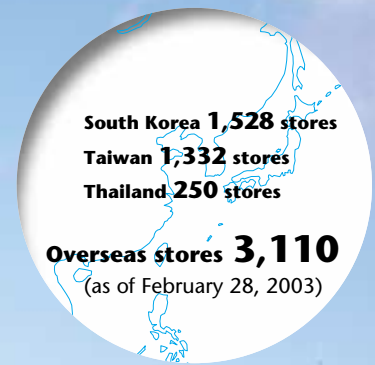 South Korea 1,528 stores
Taiwan 1,332 stores
Thailand 250 stores
Overseas stores 3,110
(as of February 28, 2003)